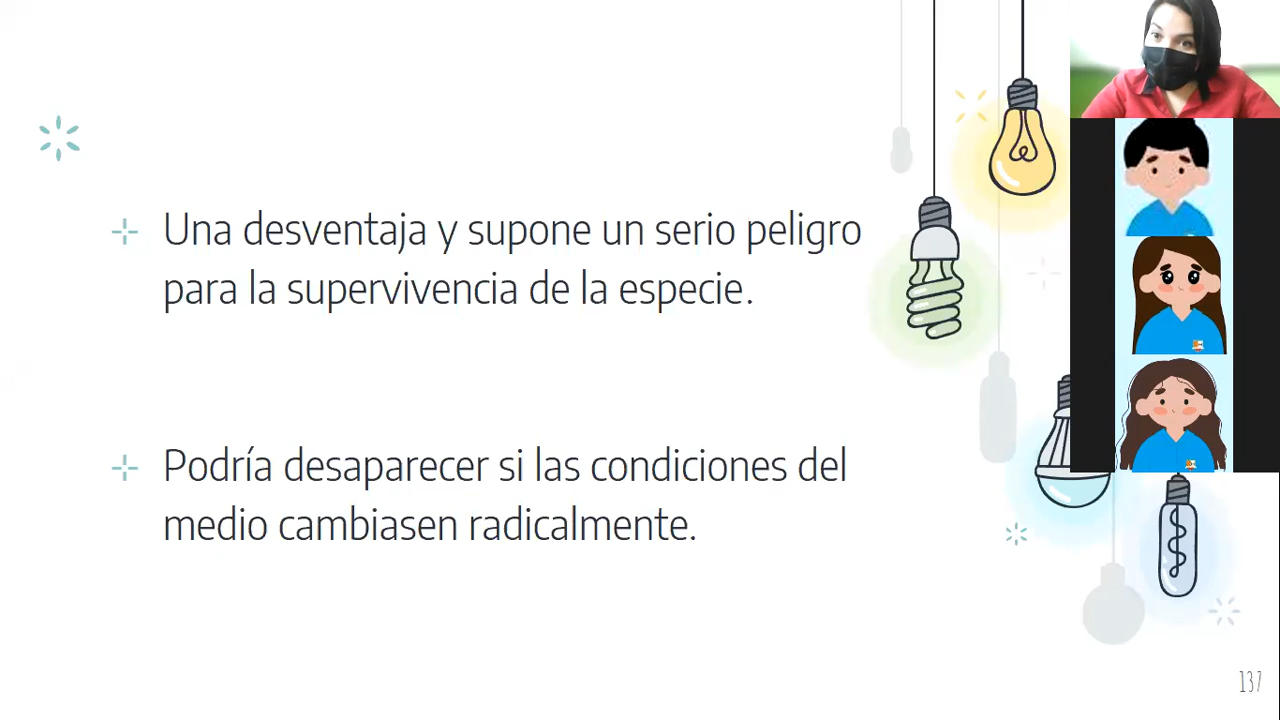 Una desventaja y supone un serio peligro
para la supervivencia de la especie.
Podría desaparecer si las condiciones del
medio cambiasen radicalmente.
137